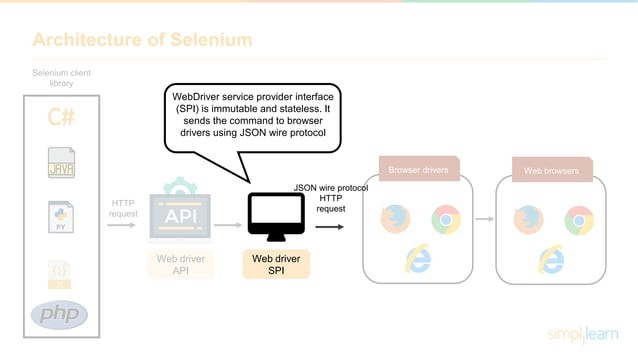 Architecture of Selenium
Selenium client
library
WebDriver service provider interface
(SPI) is immutable and stateless. It
sends the command to browser
drivers using JSON wire protocol
C#
JAVA
PY
JS
php
HTTP
request
API
Web driver
API
Web driver
SPI
JSON wire protocol
HTTP
request
Browser drivers
Web browsers
simplilearn